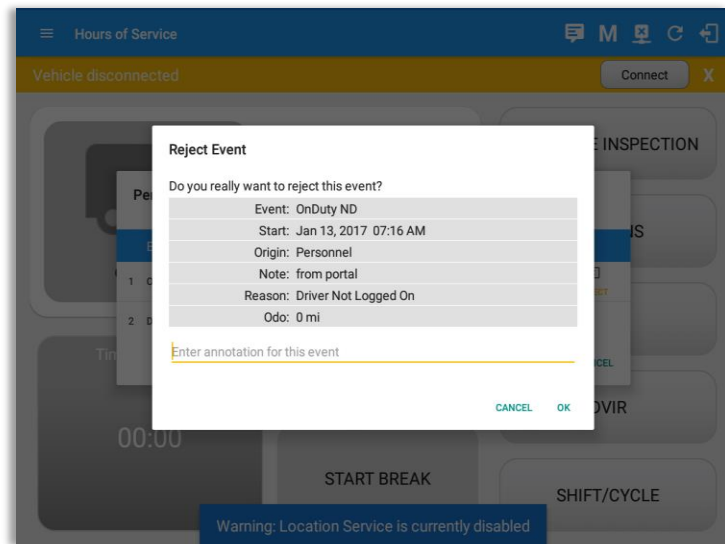 Hours of Service
M
Vehicle disconnected
Connect
X
INSPECTION
Reject Event
Do you really want to reject this event?
Event: OnDuty ND
Start: Jan 13, 2017 07:16 AM
Origin: Personnel
Note: from portal
Reason: Driver Not Logged On
Odo: 0 mi
Enter annotation for this event
CANCEL
OK
1
2
00:00
START BREAK
SHIFT/CYCLE
Warning: Location Service is currently disabled